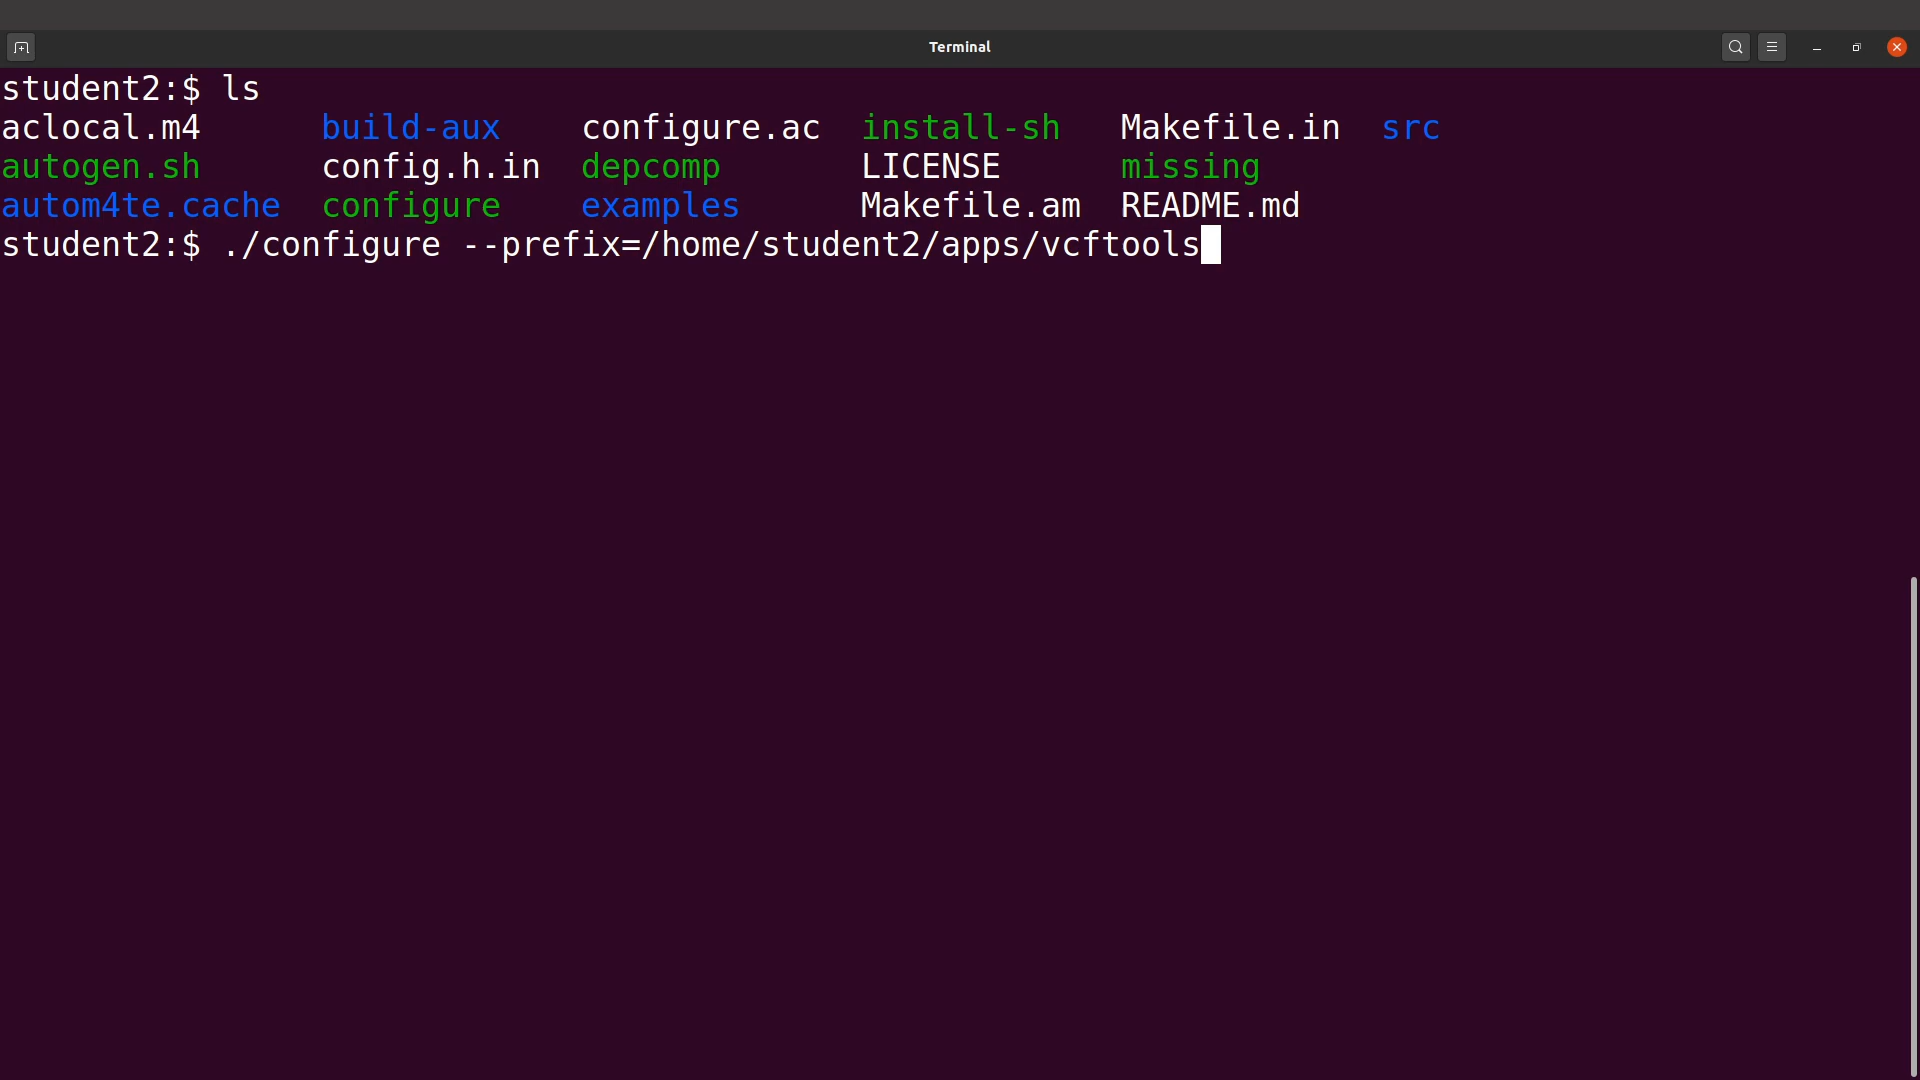 Terminal
student2:$ ls
aclocal.m4 build-aux configure.ac install-sh Makefile.in src
autogen.sh config.h.in depcomp LICENSE missing
autom4te.cache configure examples Makefile.am README.md
student2:$ ./configure --prefix=/home/student2/apps/vcftools